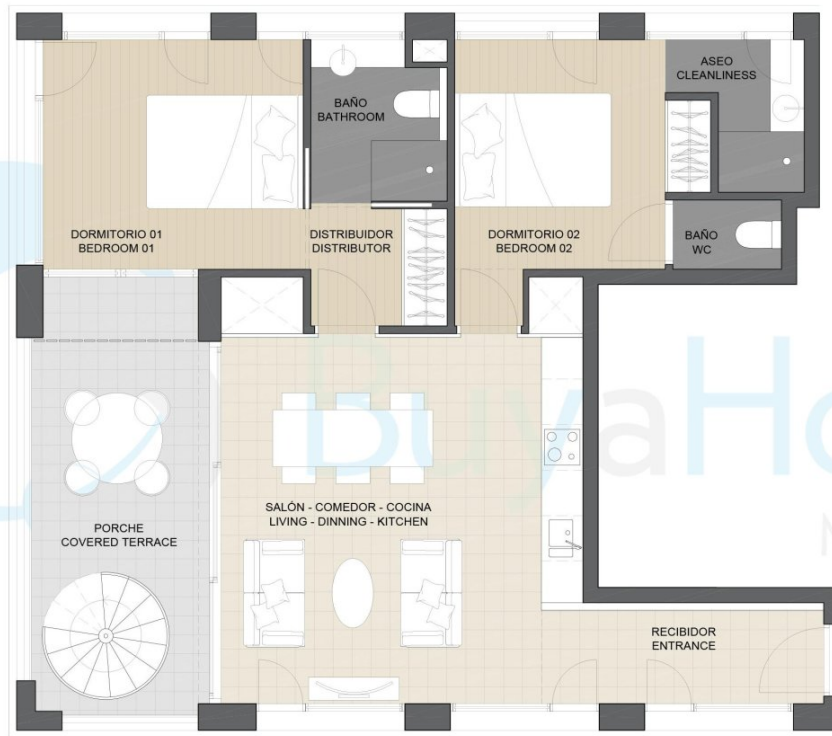 ASEO
CLEANLINESS
BAÑO
BATHROOM
DORMITORIO 01
BEDROOM 01
DISTRIBUIDOR
DISTRIBUTOR
DORMITORIO 02
BEDROOM 02
BAÑO
WC
BuyaHo
SALÓN - COMEDOR - COCINA
LIVING - DINNING - KITCHEN
PORCHE
COVERED TERRACE
M
RECIBIDOR
ENTRANCE